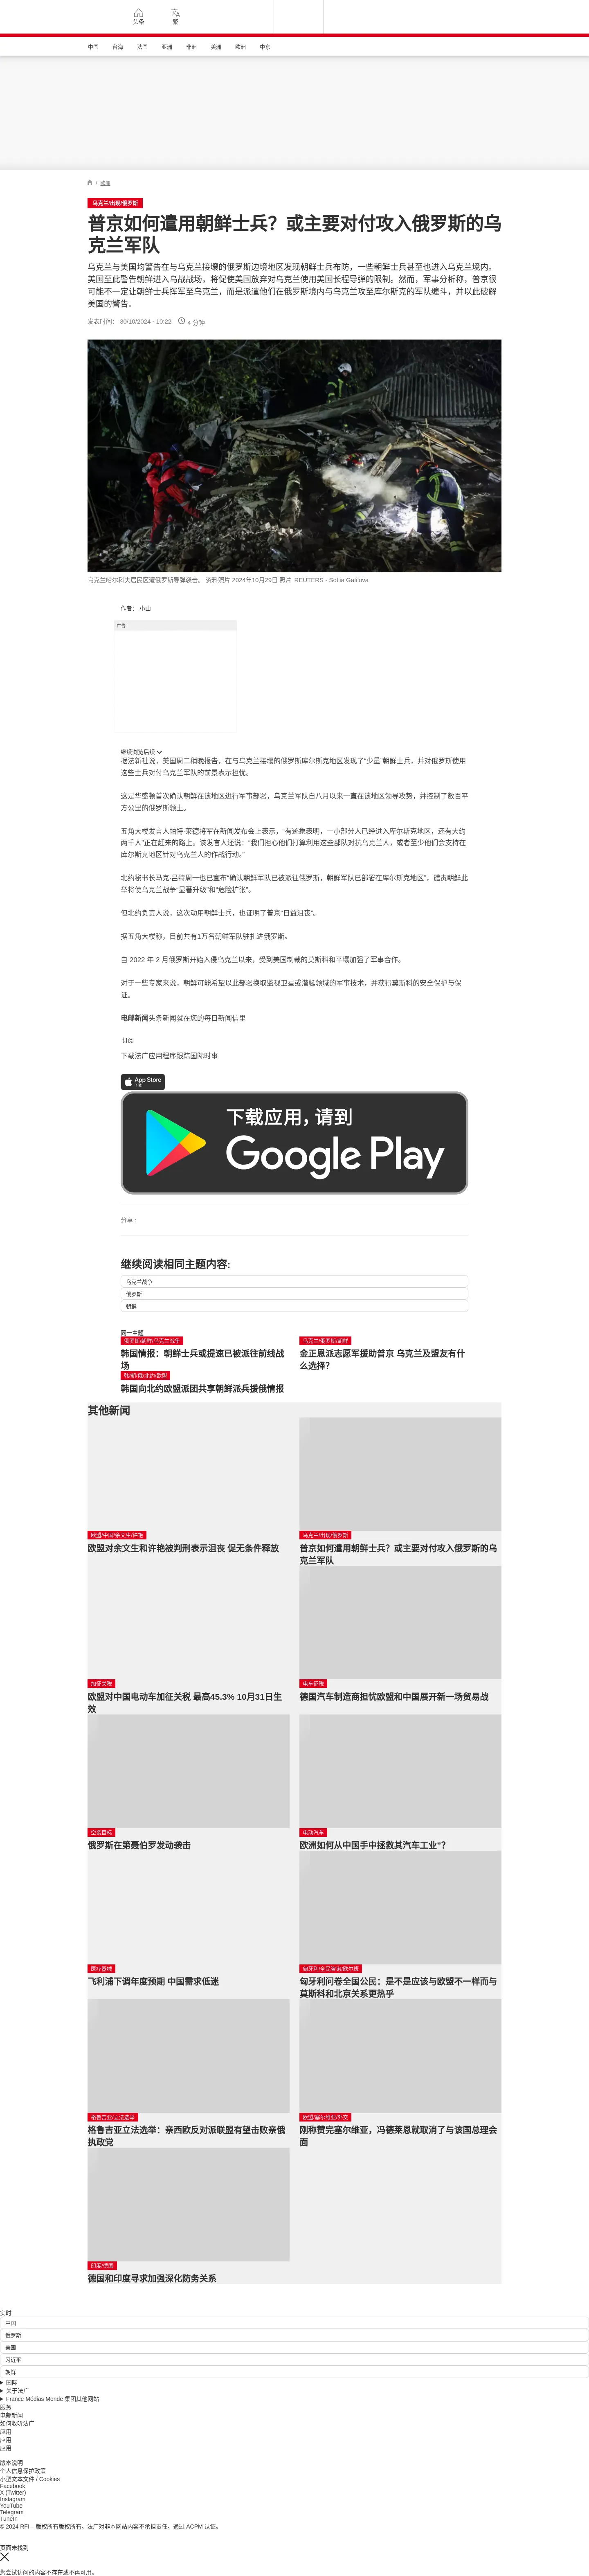 头条
繁
中国 台海 法国 亚洲 非洲 美洲 欧洲 中东
/ 欧洲
乌克兰/出现/俄罗斯
普京如何遣用朝鲜士兵？或主要对付攻入俄罗斯的乌
克兰军队
乌克兰与美国均警告在与乌克兰接壤的俄罗斯边境地区发现朝鲜士兵布防，一些朝鲜士兵甚至也进入乌克兰境内。
美国至此警告朝鲜进入乌战战场，将促使美国放弃对乌克兰使用美国长程导弹的限制。然而，军事分析称，普京很
可能不一定让朝鲜士兵挥军至乌克兰，而是派遣他们在俄罗斯境内与乌克兰攻至库尔斯克的军队缠斗，并以此破解
美国的警告。
发表时间： 30/10/2024 - 10:22 4 分钟
乌克兰哈尔科夫居民区遭俄罗斯导弹袭击。 资料照片 2024年10月29日 照片 REUTERS - Sofiia Gatilova
作者： 小山
广告
继续浏览后续
据法新社说，美国周二稍晚报告，在与乌克兰接壤的俄罗斯库尔斯克地区发现了“少量”朝鲜士兵，并对俄罗斯使用
这些士兵对付乌克兰军队的前景表示担忧。
这是华盛顿首次确认朝鲜在该地区进行军事部署，乌克兰军队自八月以来一直在该地区领导攻势，并控制了数百平
方公里的俄罗斯领土。
五角大楼发言人帕特·莱德将军在新闻发布会上表示，“有迹象表明，一小部分人已经进入库尔斯克地区，还有大约
两千人”正在赶来的路上。该发言人还说：“我们担心他们打算利用这些部队对抗乌克兰人，或者至少他们会支持在
库尔斯克地区针对乌克兰人的作战行动。”
北约秘书长马克·吕特周一也已宣布“确认朝鲜军队已被派往俄罗斯，朝鲜军队已部署在库尔斯克地区”，谴责朝鲜此
举将使乌克兰战争“显著升级”和“危险扩张”。
但北约负责人说，这次动用朝鲜士兵，也证明了普京“日益沮丧”。
据五角大楼称，目前共有1万名朝鲜军队驻扎进俄罗斯。
自 2022 年 2 月俄罗斯开始入侵乌克兰以来，受到美国制裁的莫斯科和平壤加强了军事合作。
对于一些专家来说，朝鲜可能希望以此部署换取监视卫星或潜艇领域的军事技术，并获得莫斯科的安全保护与保
证。
电邮新闻头条新闻就在您的每日新闻信里
订阅
下载法广应用程序跟踪国际时事
App Store
下载
下载应用，请到
Google Play
分享 :
继续阅读相同主题内容:
乌克兰战争
俄罗斯
朝鲜
同一主题
俄罗斯/朝鲜/乌克兰战争
韩国情报：朝鲜士兵或提速已被派往前线战
场
乌克兰/俄罗斯/朝鲜
金正恩派志愿军援助普京 乌克兰及盟友有什
么选择？
韩/朝/俄/北约/欧盟
韩国向北约欧盟派团共享朝鲜派兵援俄情报
其他新闻
欧盟/中国/余文生/许艳
欧盟对余文生和许艳被判刑表示沮丧 促无条件释放
乌克兰/出现/俄罗斯
普京如何遣用朝鲜士兵？或主要对付攻入俄罗斯的乌
克兰军队
加征关税
欧盟对中国电动车加征关税 最高45.3% 10月31日生
效
电车征税
德国汽车制造商担忧欧盟和中国展开新一场贸易战
空袭目标
俄罗斯在第聂伯罗发动袭击
电动汽车
欧洲如何从中国手中拯救其汽车工业”？
医疗器械
飞利浦下调年度预期 中国需求低迷
匈牙利/全民咨询/欧尔班
匈牙利问卷全国公民：是不是应该与欧盟不一样而与
莫斯科和北京关系更热乎
格鲁吉亚/立法选举
格鲁吉亚立法选举：亲西欧反对派联盟有望击败亲俄
执政党
欧盟/塞尔维亚/外交
刚称赞完塞尔维亚，冯德莱恩就取消了与该国总理会
面
印度/德国
德国和印度寻求加强深化防务关系
实时
中国
俄罗斯
美国
习近平
朝鲜
国际
关于法广
France Médias Monde 集团其他网站
服务
电邮新闻
如何收听法广
应用
应用
应用
版本说明
个人信息保护政策
小型文本文件 / Cookies
Facebook
X (Twitter)
Instagram
YouTube
Telegram
TuneIn
© 2024 RFI – 版权所有版权所有。法广对非本网站内容不承担责任。通过 ACPM 认证。
页面未找到
您尝试访问的内容不存在或不再可用。